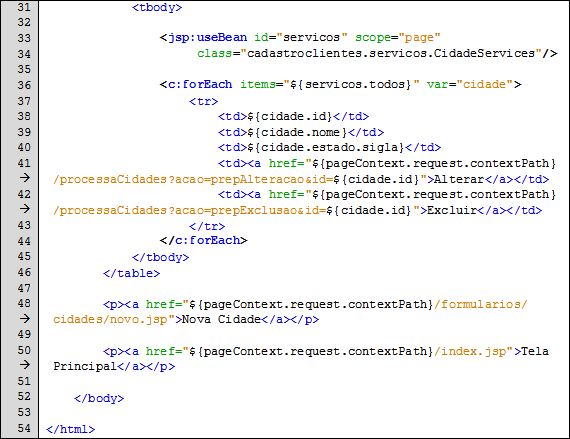 31 <tbody>
32
33 <jsp:useBean id="servicos" scope="page"
34 class="cadastroclientes.servicos.CidadeServices"/>
35
36 <c:forEach items="${servicos.todos}" var="cidade">
37 <tr>
38 <td>${cidade.id}</td>
39 <td>${cidade.nome}</td>
40 <td>${cidade.estado.sigla}</td>
41 <td><a href="${pageContext.request.contextPath}
→ /processaCidades?acao=prepAlteracao&id=${cidade.id}">Alterar</a></td>
42 <td><a href="${pageContext.request.contextPath}
→ /processaCidades?acao=prepExclusao&id=${cidade.id}">Excluir</a></td>
43 </tr>
44 </c:forEach>
45 </tbody>
46 </table>
47
48 <p><a href="${pageContext.request.contextPath}/formularios/
→ cidades/novo.jsp">Nova Cidade</a></p>
49
50 <p><a href="${pageContext.request.contextPath}/index.jsp">Tela
→ Principal</a></p>
51
52 </body>
53
54 </html>